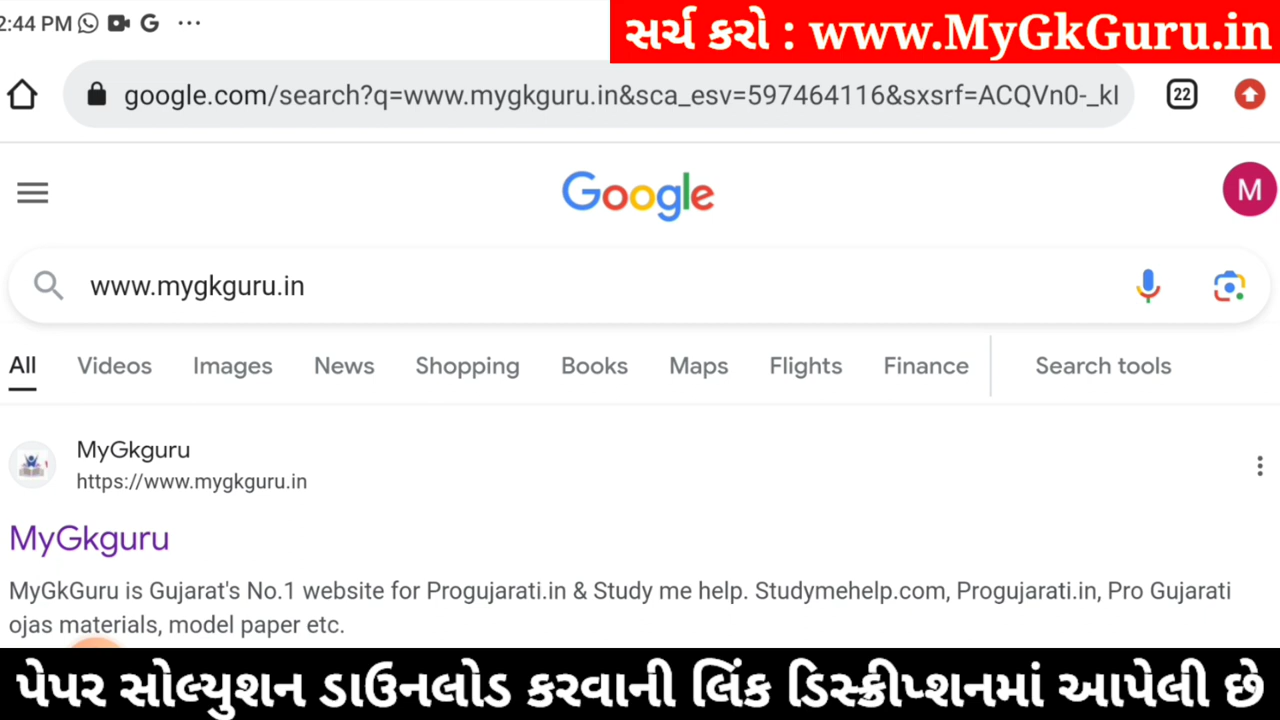 2:44 PM
સર્ચ કરો : www.MyGkGuru.in
google.com/search?q=www.mygkguru.in&sca_esv=597464116&sxsrf=ACQVn0-_kl
22
Google
M
www.mygkguru.in
All Videos Images News Shopping Books Maps Flights Finance Search tools
MyGkguru
https://www.mygkguru.in
MyGkguru
MyGkGuru is Gujarat's No.1 website for Progujarati.in & Study me help. Studymehelp.com, Progujarati.in, Pro Gujarati
ojas materials, model paper etc.
પેપર સોલ્યુશન ડાઉનલોડ કરવાની લિંક ડિસ્ક્રીપ્શનમાં આપેલી છે